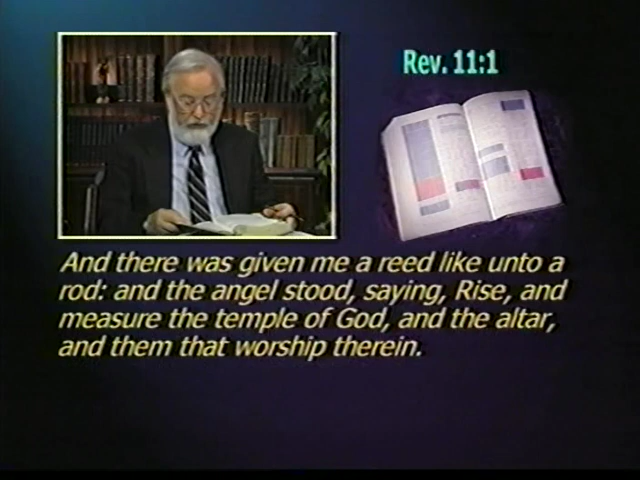 Rev. 11:1
And there was given me a reed like unto a
rod: and the angel stood, saying, Rise, and
measure the temple of God, and the altar,
and them that worship therein.